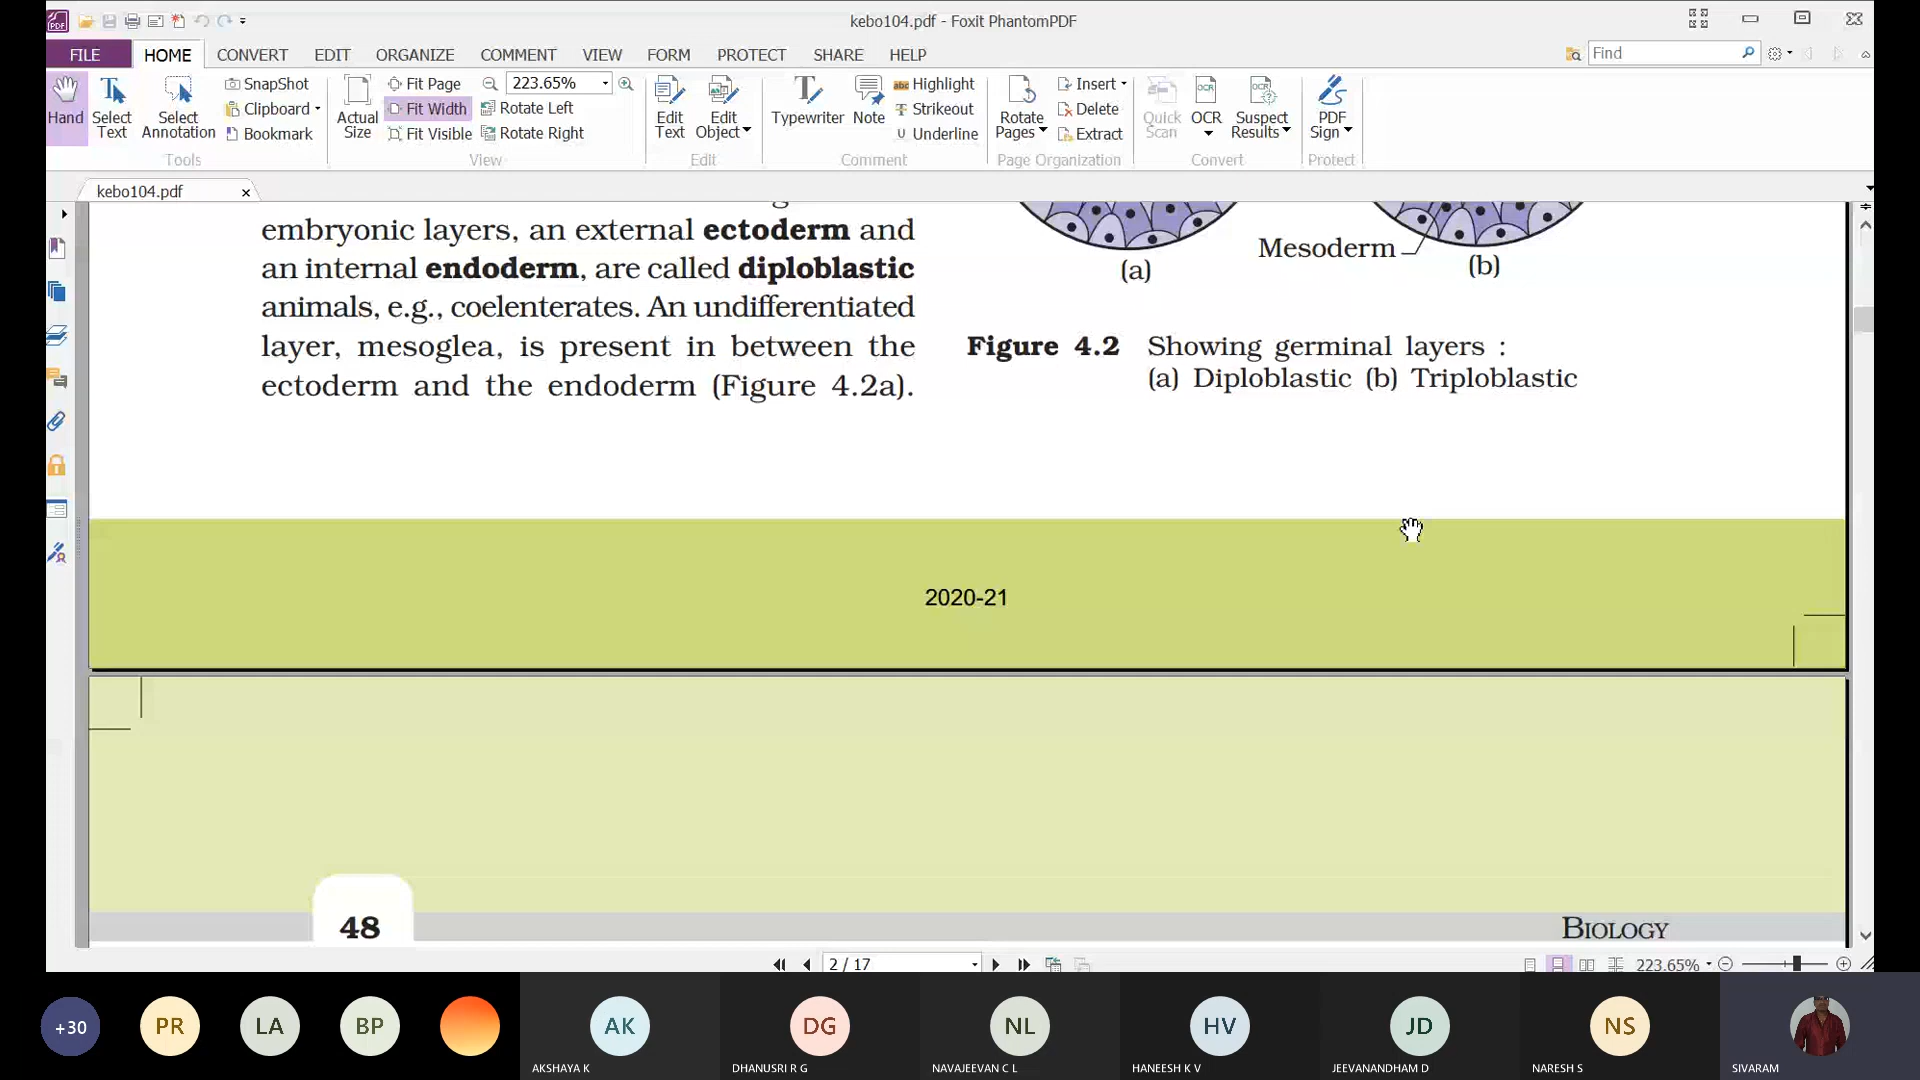 kebo104.pdf - Foxit PhantomPDF
FILE HOME CONVERT EDIT ORGANIZE COMMENT VIEW FORM PROTECT SHARE HELP
Find
Hand
Select Text
Select Annotation
SnapShot
Clipboard
Bookmark
Tools
Actual Size
Fit Page
Fit Width
Fit Visible
223.65%
Rotate Left
Rotate Right
View
Edit Text
Edit Object
Edit
Typewriter
Note
Highlight
Strikeout
Underline
Comment
Rotate Pages
Insert
Delete
Extract
Page Organization
Quick Scan
OCR
Suspect Results
Convert
PDF Sign
Protect
kebo104.pdf
embryonic layers, an external ectoderm and
an internal endoderm, are called diploblastic
animals, e.g., coelenterates. An undifferentiated
layer, mesoglea, is present in between the
ectoderm and the endoderm (Figure 4.2a).
Mesoderm
(a)
(b)
Figure 4.2 Showing germinal layers :
(a) Diploblastic (b) Triploblastic
2020-21
48
BIOLOGY
2 / 17
223.65%
+30 PR LA BP AK DG NL HV JD NS
AKSHAYA K DHANUSRI R G NAVAJEEVAN C L HANEESH K V JEEVANANDHAM D NARESH S SIVARAM